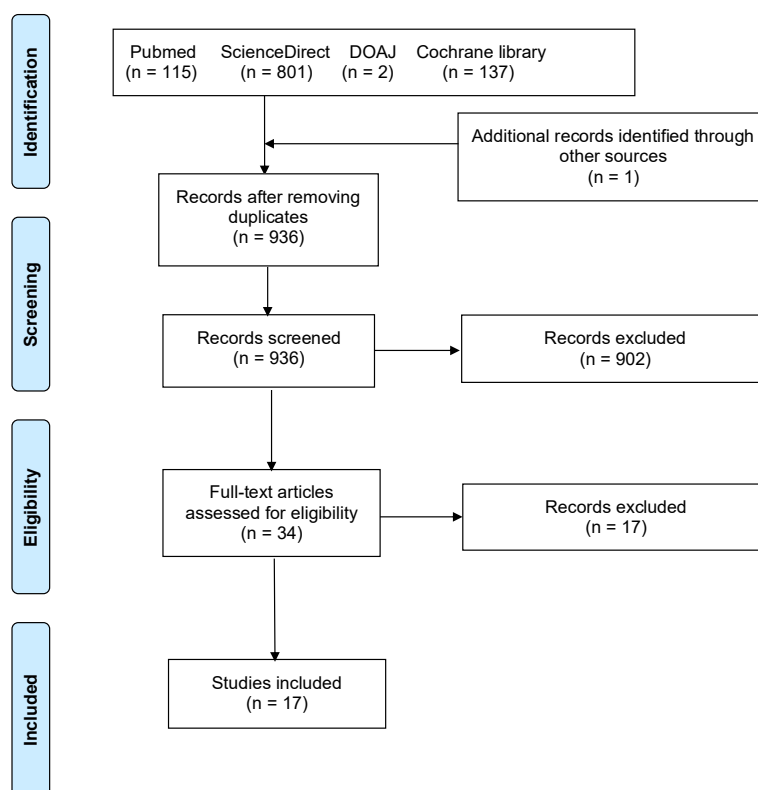 Identification
Pubmed ScienceDirect DOAJ Cochrane library
(n = 115) (n = 801) (n = 2) (n = 137)
Additional records identified through
other sources
(n = 1)
Records after removing
duplicates
(n = 936)
Screening
Records screened
(n = 936)
Records excluded
(n = 902)
Eligibility
Full-text articles
assessed for eligibility
(n = 34)
Records excluded
(n = 17)
Included
Studies included
(n = 17)